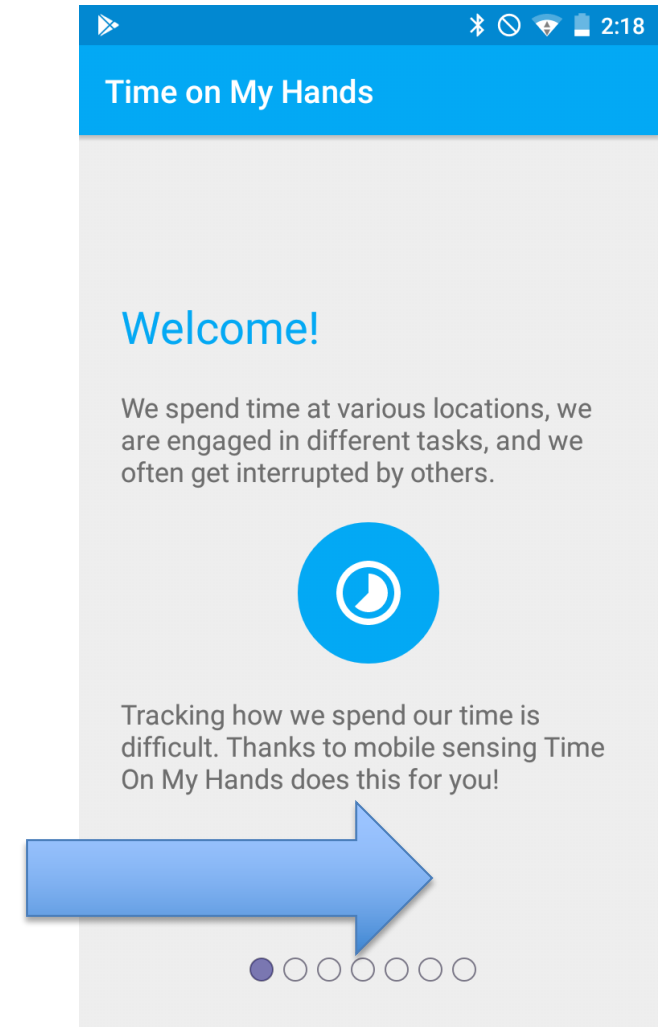 2:18
Time on My Hands
Welcome!
We spend time at various locations, we
are engaged in different tasks, and we
often get interrupted by others.
Tracking how we spend our time is
difficult. Thanks to mobile sensing Time
On My Hands does this for you!